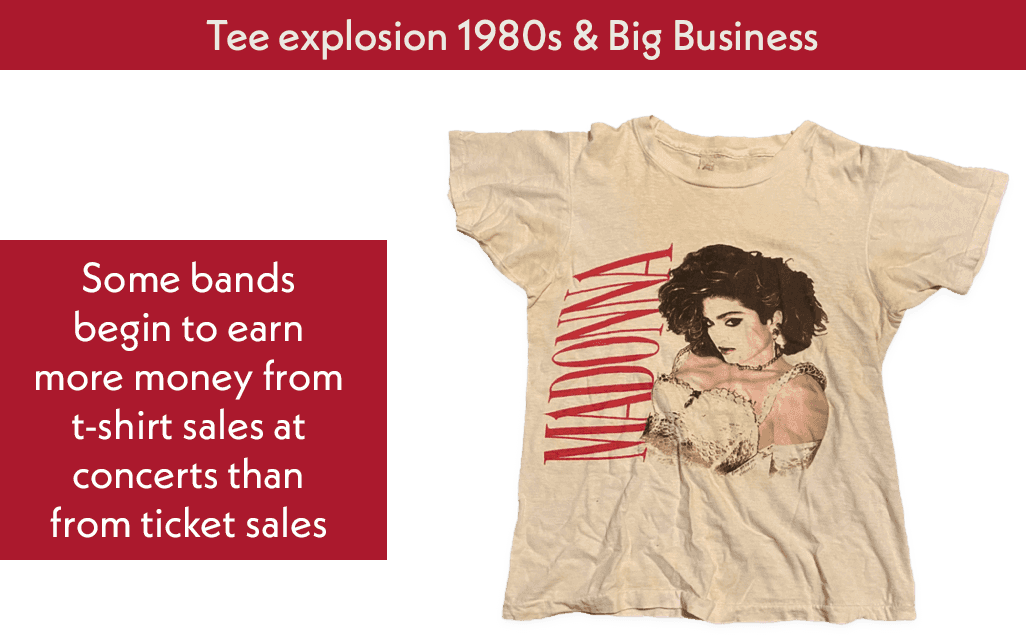 Tee explosion 1980s & Big Business
Some bands
begin to earn
more money from
t-shirt sales at
concerts than
from ticket sales
MADONNA